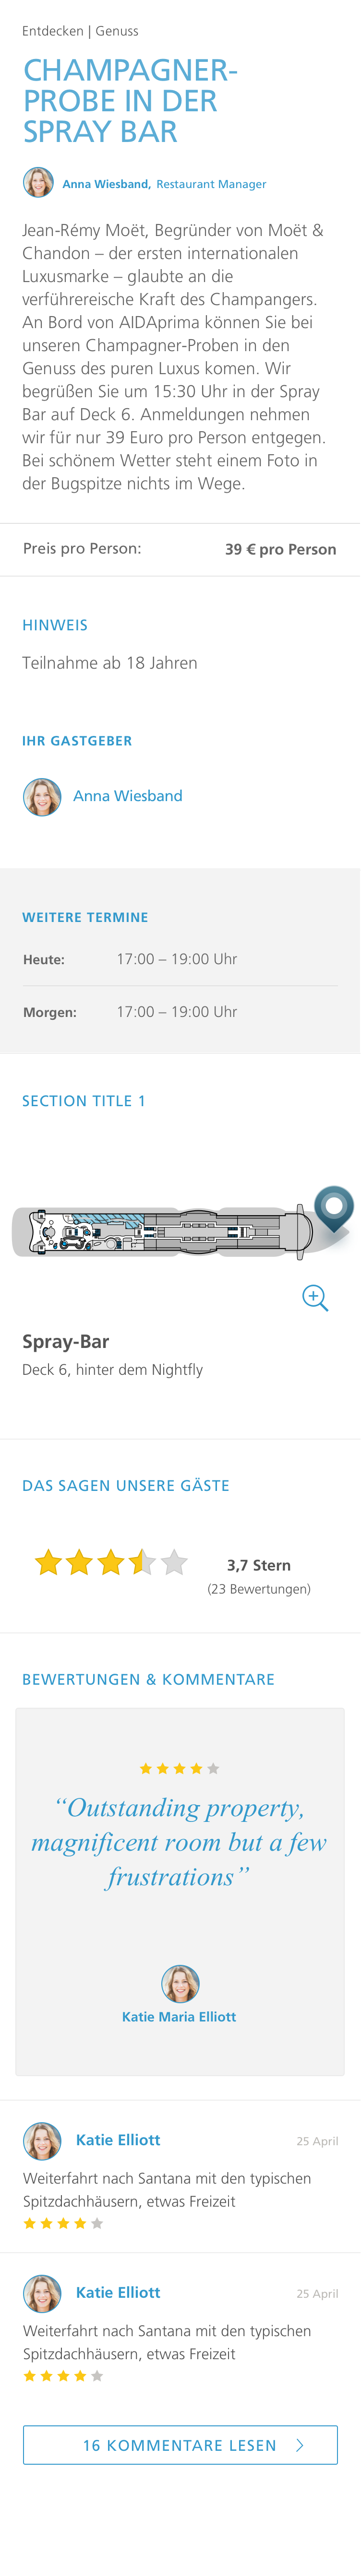 Entdecken | Genuss
CHAMPAGNER-
PROBE IN DER
SPRAY BAR
Anna Wiesband, Restaurant Manager
Jean-Rémy Moët, Begründer von Moët &
Chandon – der ersten internationalen
Luxusmarke – glaubte an die
verführereische Kraft des Champangers.
An Bord von AIDAprima können Sie bei
unseren Champagner-Proben in den
Genuss des puren Luxus komen. Wir
begrüßen Sie um 15:30 Uhr in der Spray
Bar auf Deck 6. Anmeldungen nehmen
wir für nur 39 Euro pro Person entgegen.
Bei schönem Wetter steht einem Foto in
der Bugspitze nichts im Wege.
Preis pro Person: 39 € pro Person
HINWEIS
Teilnahme ab 18 Jahren
IHR GASTGEBER
Anna Wiesband
WEITERE TERMINE
Heute: 17:00 – 19:00 Uhr
Morgen: 17:00 – 19:00 Uhr
SECTION TITLE 1
Spray-Bar
Deck 6, hinter dem Nightfly
DAS SAGEN UNSERE GÄSTE
3,7 Stern
(23 Bewertungen)
BEWERTUNGEN & KOMMENTARE
“Outstanding property,
magnificent room but a few
frustrations”
Katie Maria Elliott
Katie Elliott 25 April
Weiterfahrt nach Santana mit den typischen
Spitzdachhäusern, etwas Freizeit
Katie Elliott 25 April
Weiterfahrt nach Santana mit den typischen
Spitzdachhäusern, etwas Freizeit
16 KOMMENTARE LESEN